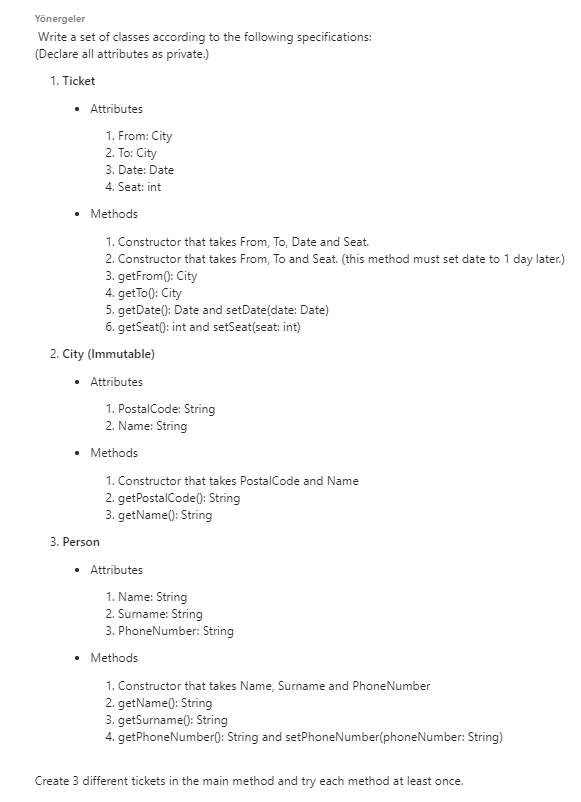 Yönergeler
Write a set of classes according to the following specifications:
(Declare all attributes as private.)
1. Ticket
• Attributes
1. From: City
2. To: City
3. Date: Date
4. Seat: int
• Methods
1. Constructor that takes From, To, Date and Seat.
2. Constructor that takes From, To and Seat. (this method must set date to 1 day later.)
3. getFrom(): City
4. getTo(): City
5. getDate(): Date and setDate(date: Date)
6. getSeat(): int and setSeat(seat: int)
2. City (Immutable)
• Attributes
1. PostalCode: String
2. Name: String
• Methods
1. Constructor that takes PostalCode and Name
2. getPostalCode(): String
3. getName(): String
3. Person
• Attributes
1. Name: String
2. Surname: String
3. PhoneNumber: String
• Methods
1. Constructor that takes Name, Surname and PhoneNumber
2. getName(): String
3. getSurname(): String
4. getPhoneNumber(): String and setPhoneNumber(phoneNumber: String)
Create 3 different tickets in the main method and try each method at least once.